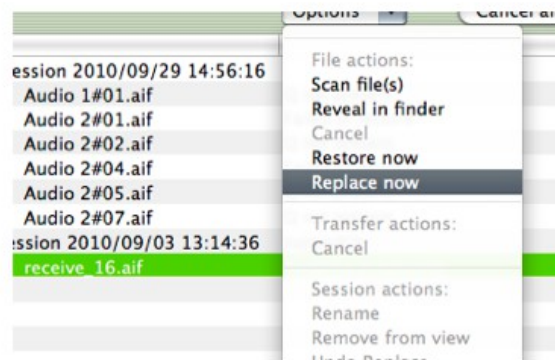 Options
Cancel al
ession 2010/09/29 14:56:16
Audio 1#01.aif
Audio 2#01.aif
Audio 2#02.aif
Audio 2#04.aif
Audio 2#05.aif
Audio 2#07.aif
ession 2010/09/03 13:14:36
receive_16.aif
File actions:
Scan file(s)
Reveal in finder
Cancel
Restore now
Replace now
Transfer actions:
Cancel
Session actions:
Rename
Remove from view
Undo Replace